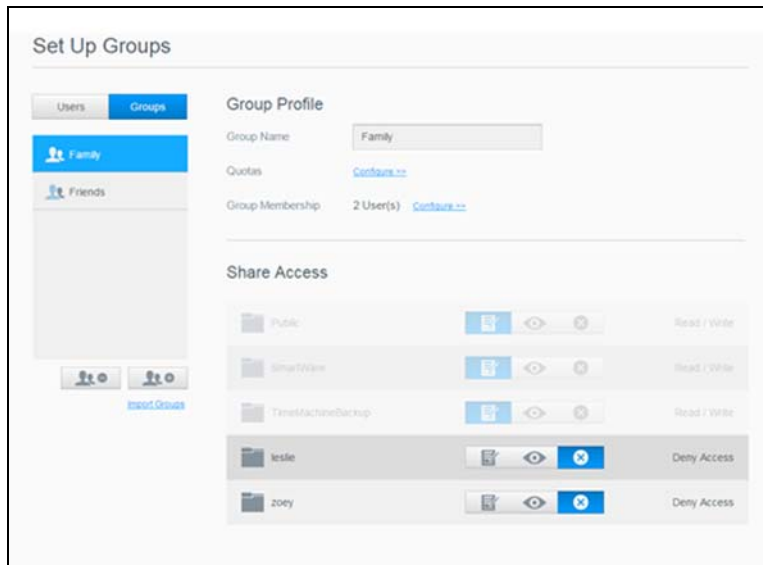 Set Up Groups
Users
Groups
Family
Friends
Import Groups
Group Profile
Group Name
Family
Quotas
Configure >>
Group Membership
2 User(s)
Configure >>
Share Access
Public
Read / Write
SmartWare
Read / Write
TimeMachineBackup
Read / Write
leslie
Deny Access
zoey
Deny Access